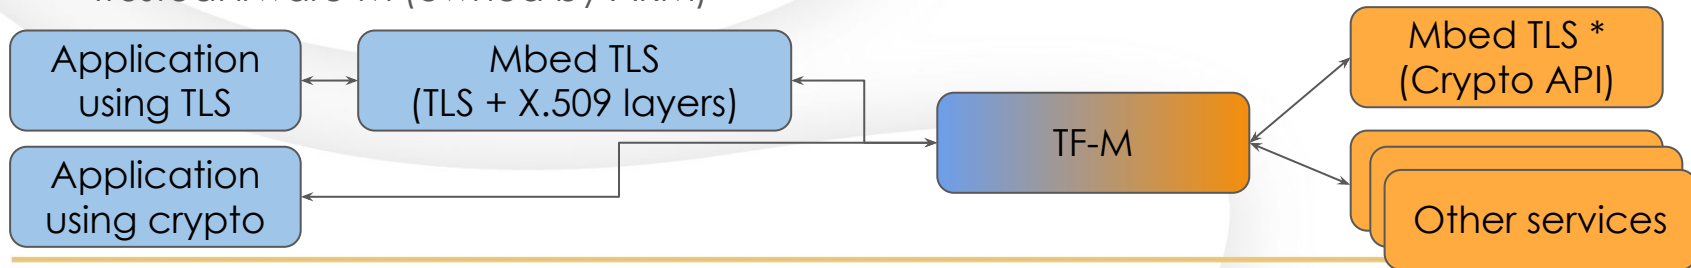 Application
using TLS
Mbed TLS
(TLS + X.509 layers)
Mbed TLS *
(Crypto API)
TF-M
Application
using crypto
Other services